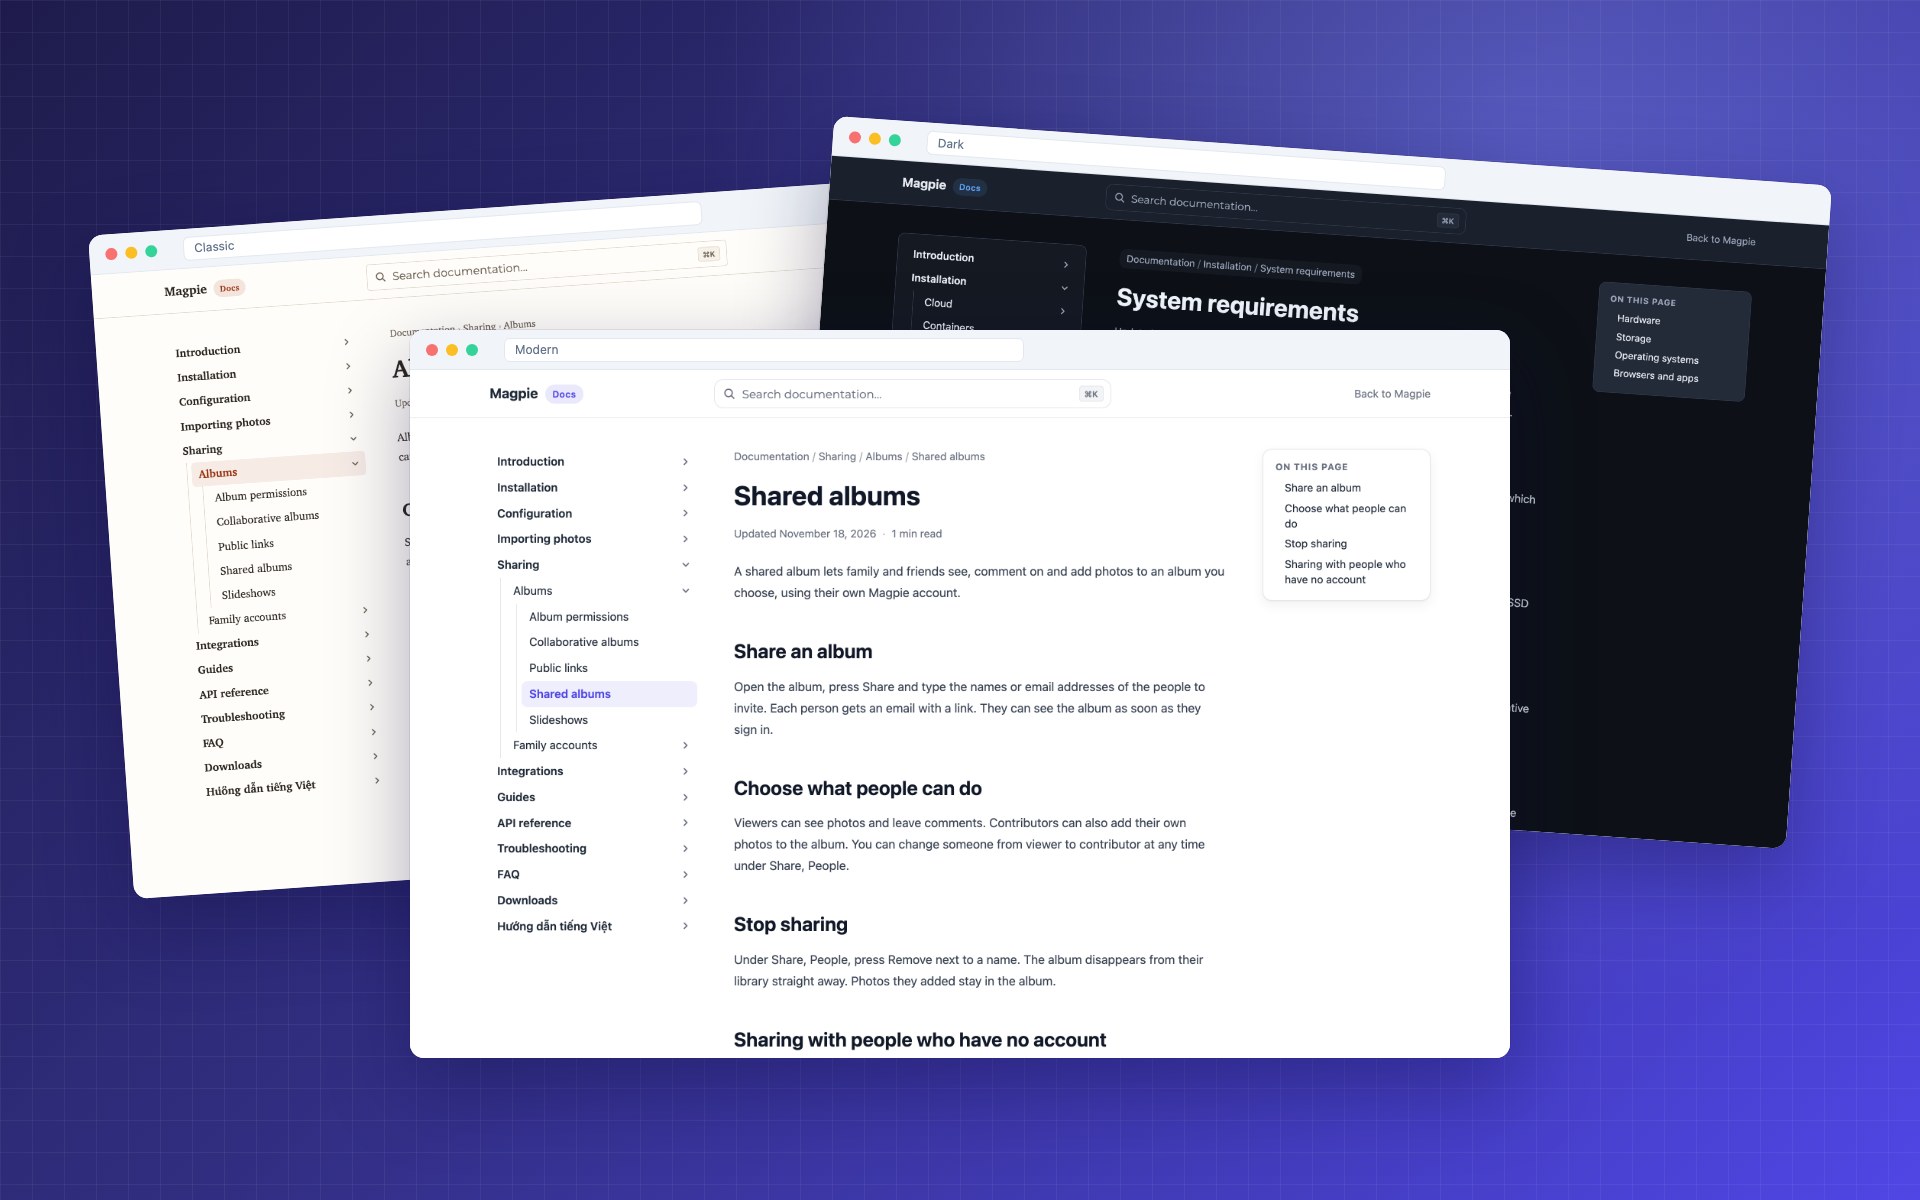 Classic
Magpie Docs
Search documentation... ⌘K
Sharing › Albums
Introduction
Installation
Configuration
Importing photos
Sharing
Albums
Album permissions
Collaborative albums
Public links
Shared albums
Slideshows
Family accounts
Integrations
Guides
API reference
Troubleshooting
FAQ
Downloads
Hướng dẫn tiếng Việt
Dark
Magpie Docs
Search documentation... ⌘K
Back to Magpie
Introduction
Installation
Cloud
Containers
Documentation / Installation / System requirements
System requirements
ON THIS PAGE
Hardware
Storage
Operating systems
Browsers and apps
which
SSD
Modern
Magpie Docs
Search documentation... ⌘K
Back to Magpie
Introduction
Installation
Configuration
Importing photos
Sharing
Albums
Album permissions
Collaborative albums
Public links
Shared albums
Slideshows
Family accounts
Integrations
Guides
API reference
Troubleshooting
FAQ
Downloads
Hướng dẫn tiếng Việt
Documentation / Sharing / Albums / Shared albums
Shared albums
Updated November 18, 2026 · 1 min read
A shared album lets family and friends see, comment on and add photos to an album you
choose, using their own Magpie account.
Share an album
Open the album, press Share and type the names or email addresses of the people to
invite. Each person gets an email with a link. They can see the album as soon as they
sign in.
Choose what people can do
Viewers can see photos and leave comments. Contributors can also add their own
photos to the album. You can change someone from viewer to contributor at any time
under Share, People.
Stop sharing
Under Share, People, press Remove next to a name. The album disappears from their
library straight away. Photos they added stay in the album.
Sharing with people who have no account
ON THIS PAGE
Share an album
Choose what people can
do
Stop sharing
Sharing with people who
have no account